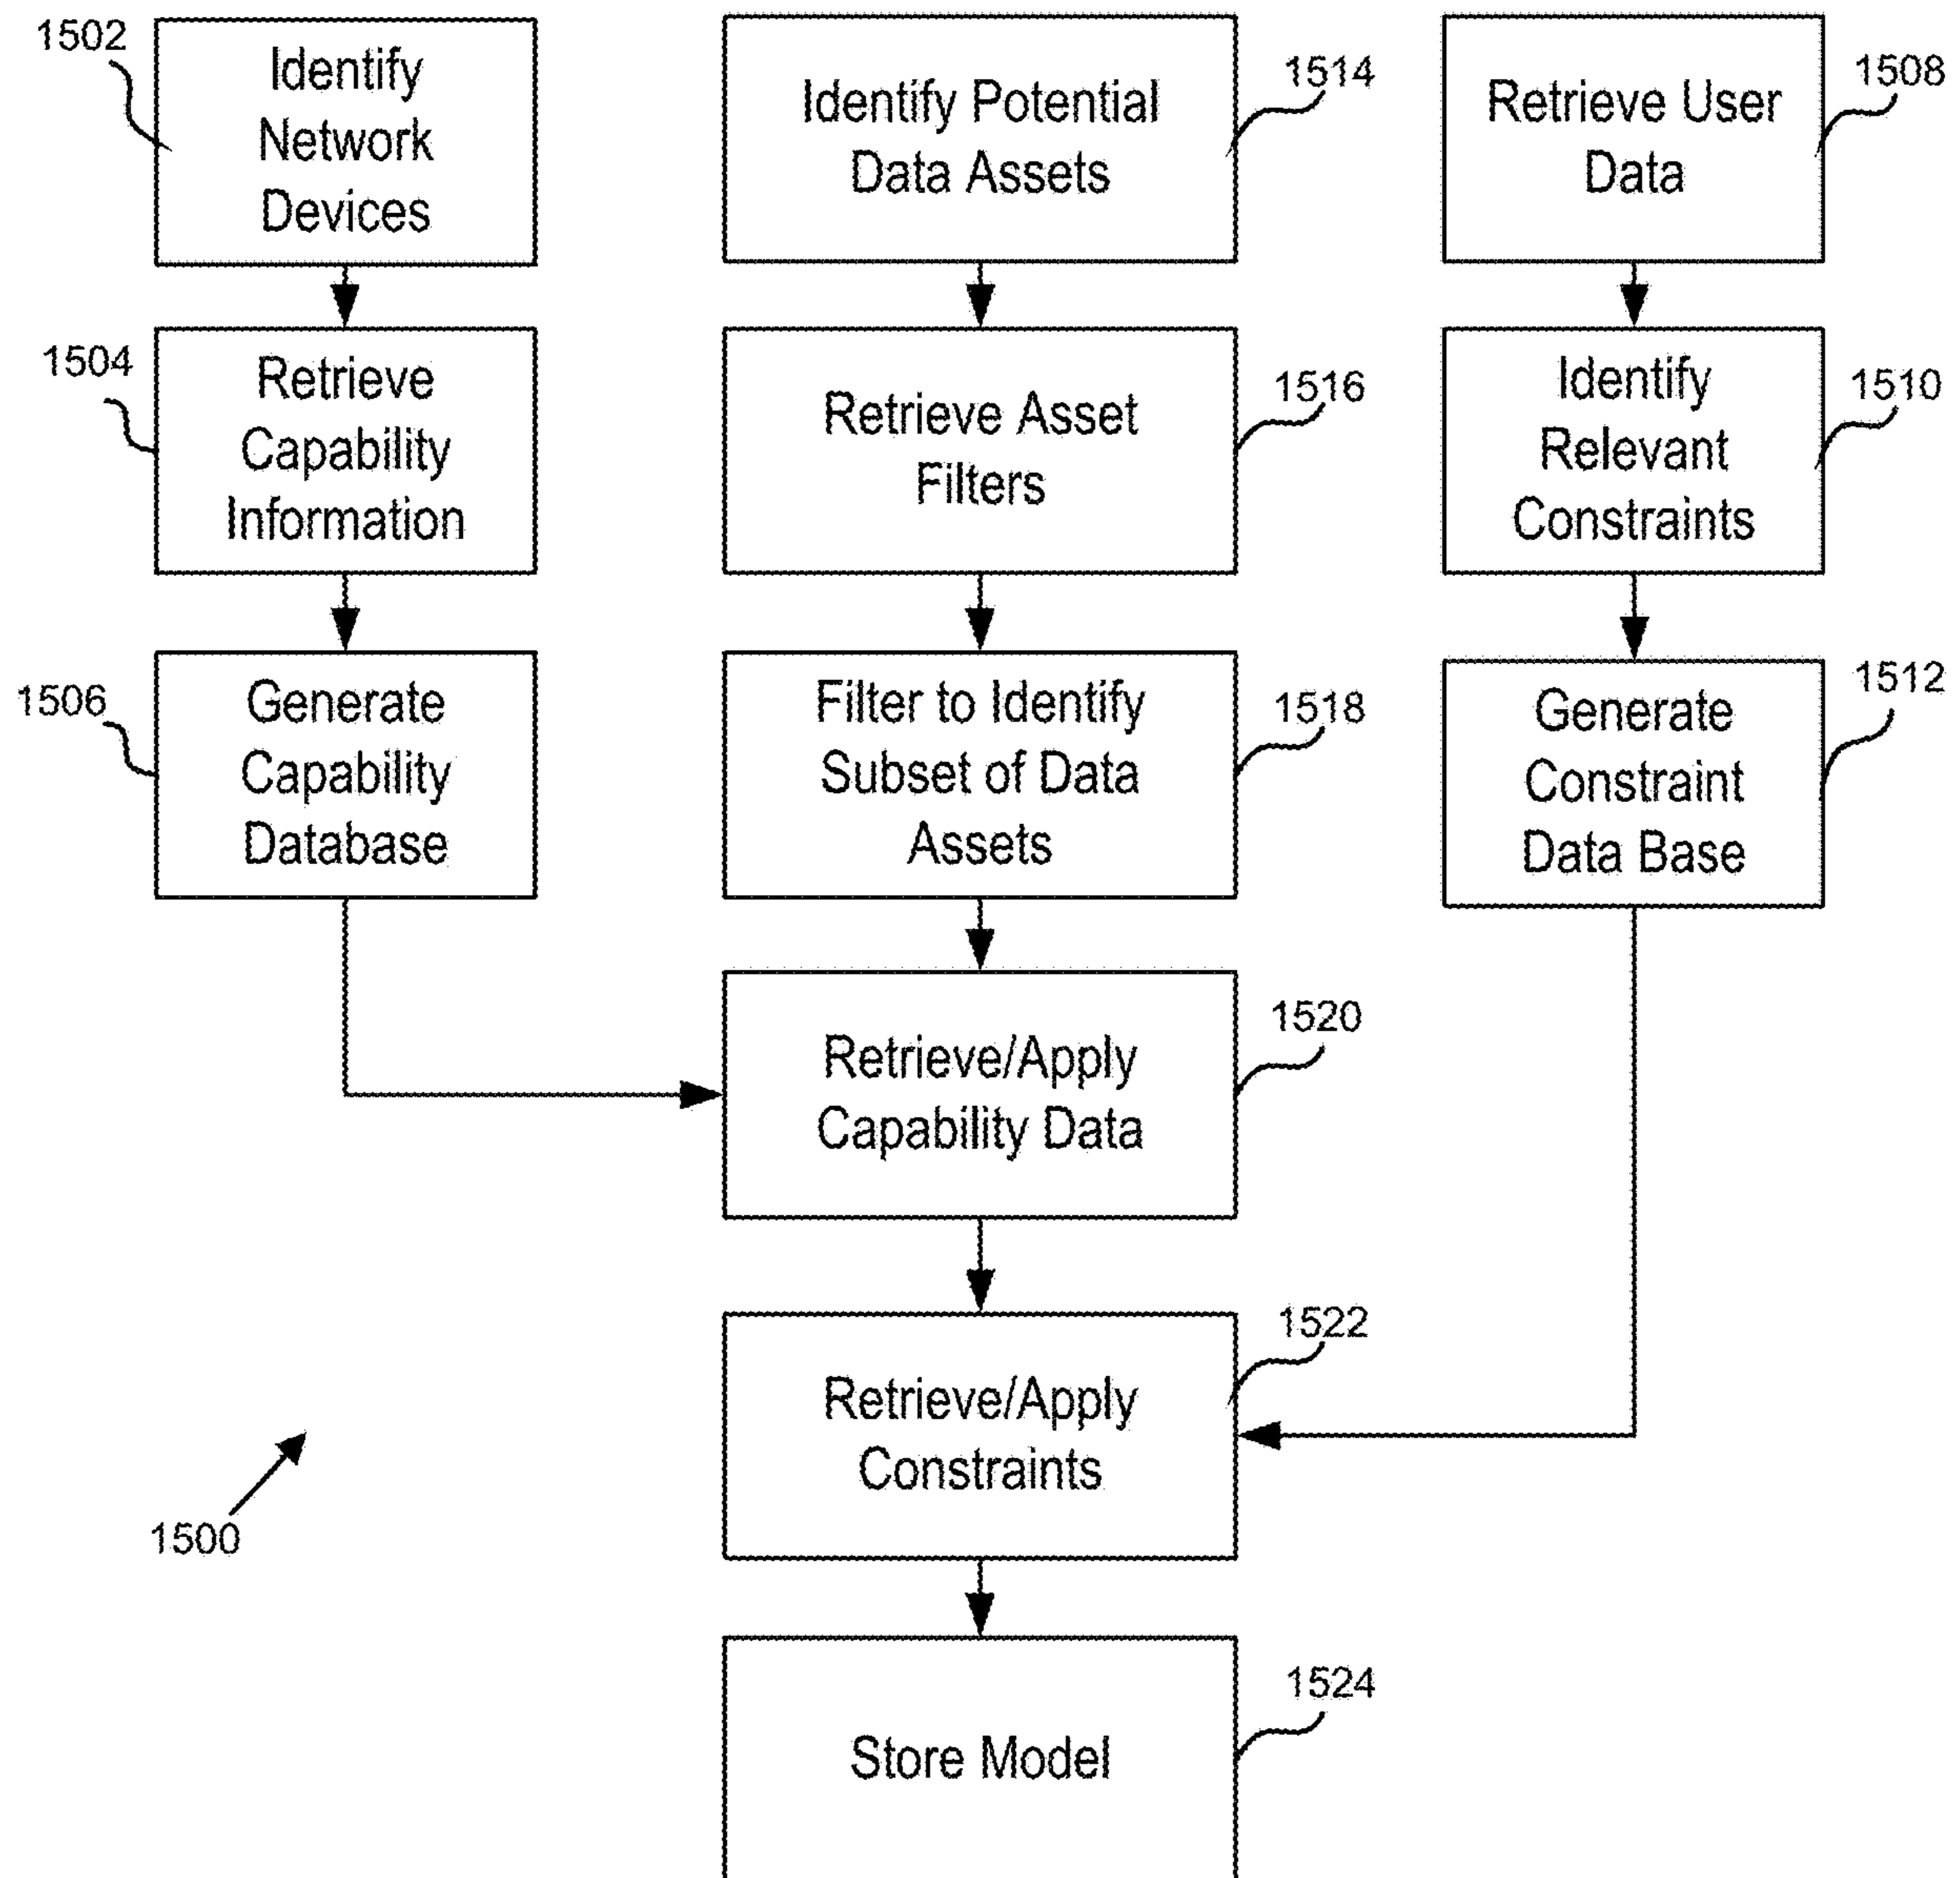 1502
Identify
Network
Devices
1504
Retrieve
Capability
Information
1506
Generate
Capability
Database
1514
Identify Potential
Data Assets
1516
Retrieve Asset
Filters
1518
Filter to Identify
Subset of Data
Assets
1508
Retrieve User
Data
1510
Identify
Relevant
Constraints
1512
Generate
Constraint
Data Base
1520
Retrieve/Apply
Capability Data
1522
Retrieve/Apply
Constraints
1524
Store Model
1500